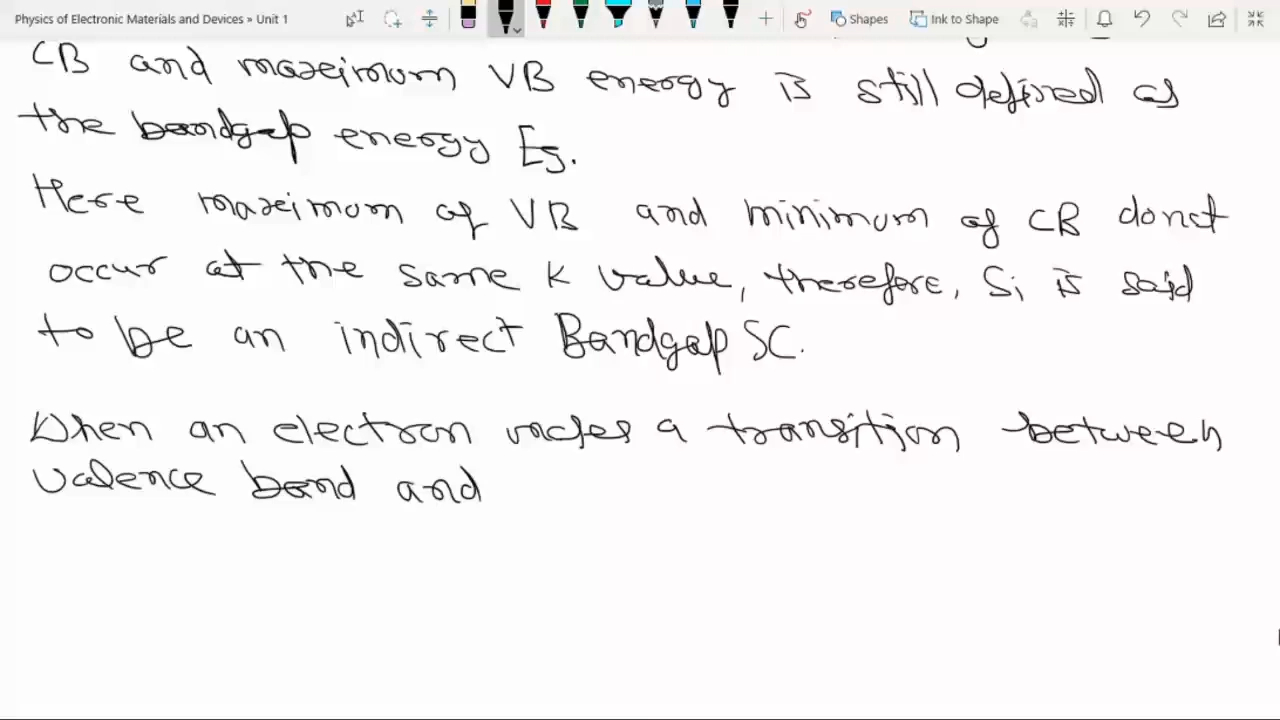 Physics of Electronic Materials and Devices » Unit 1
Shapes Ink to Shape
CB and maximum VB energy is still defined as
the bandgap energy Eg.
Here maximum of VB and minimum of CB donot
occur at the same k value, therefore, Si is said
to be an indirect Bandgap SC.
When an electron makes a transition between
valence band and